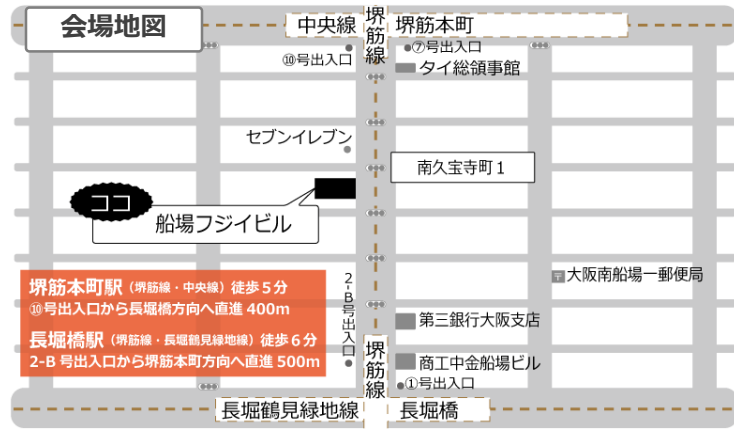 会場地図
中央線
堺筋線
堺筋本町
⑩号出入口
⑦号出入口
タイ総領事館
セブンイレブン
南久宝寺町1
ココ
船場フジイビル
〒大阪南船場一郵便局
堺筋本町駅（堺筋線・中央線）徒歩5分
⑩号出入口から長堀橋方向へ直進 400m
長堀橋駅（堺筋線・長堀鶴見緑地線）徒歩6分
2-B 号出入口から堺筋本町方向へ直進 500m
2-B号出入口
第三銀行大阪支店
堺筋線
商工中金船場ビル
①号出入口
長堀鶴見緑地線
長堀橋